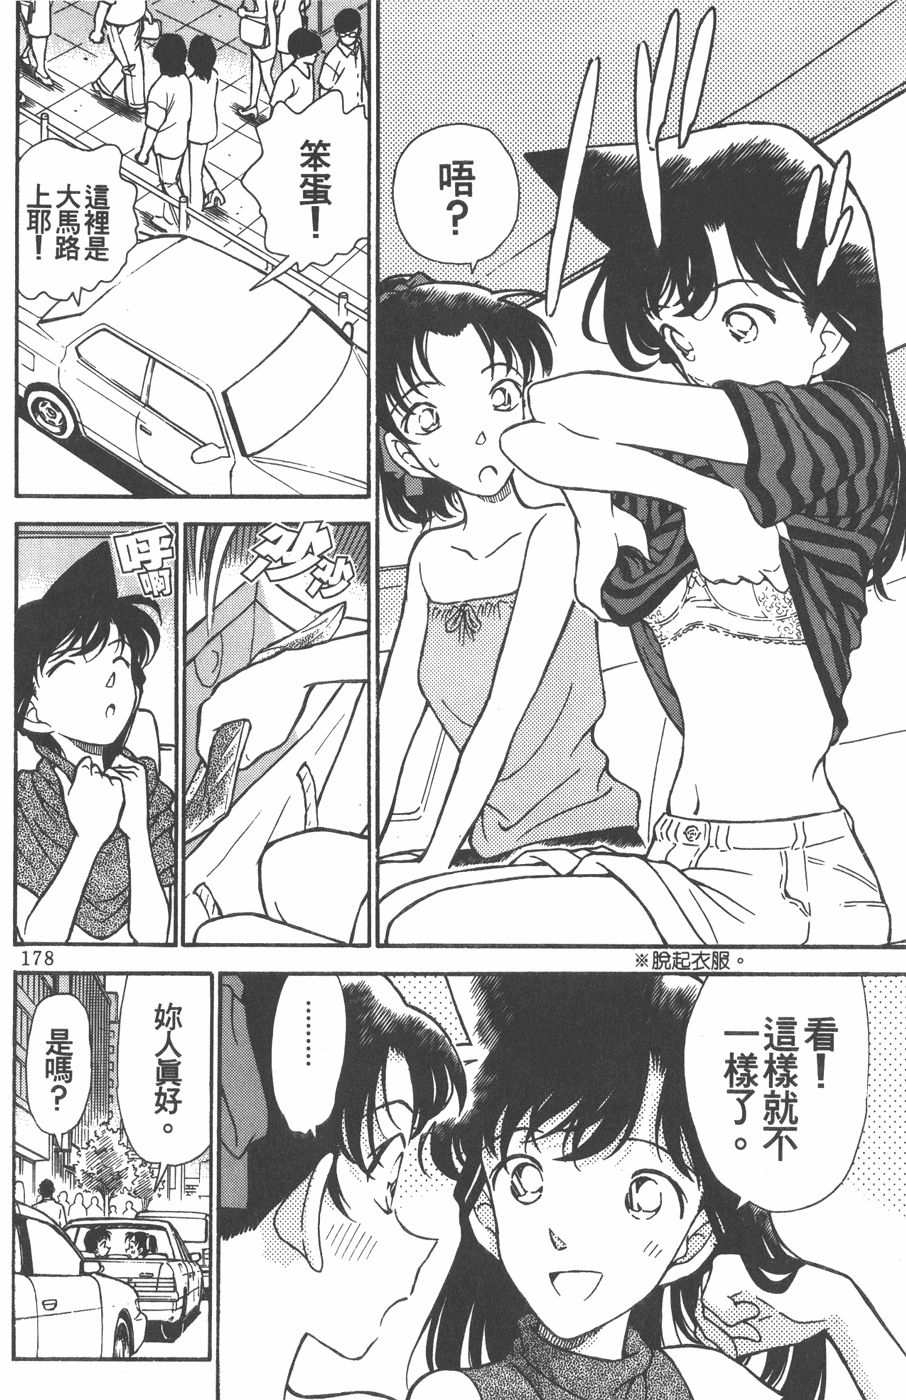 唔?
※脫起衣服。
笨蛋!
這裡是
大馬路
上耶!
沙沙沙
呼啊
178
看!
這樣就不
一樣了。
………
妳人真好。
是嗎?